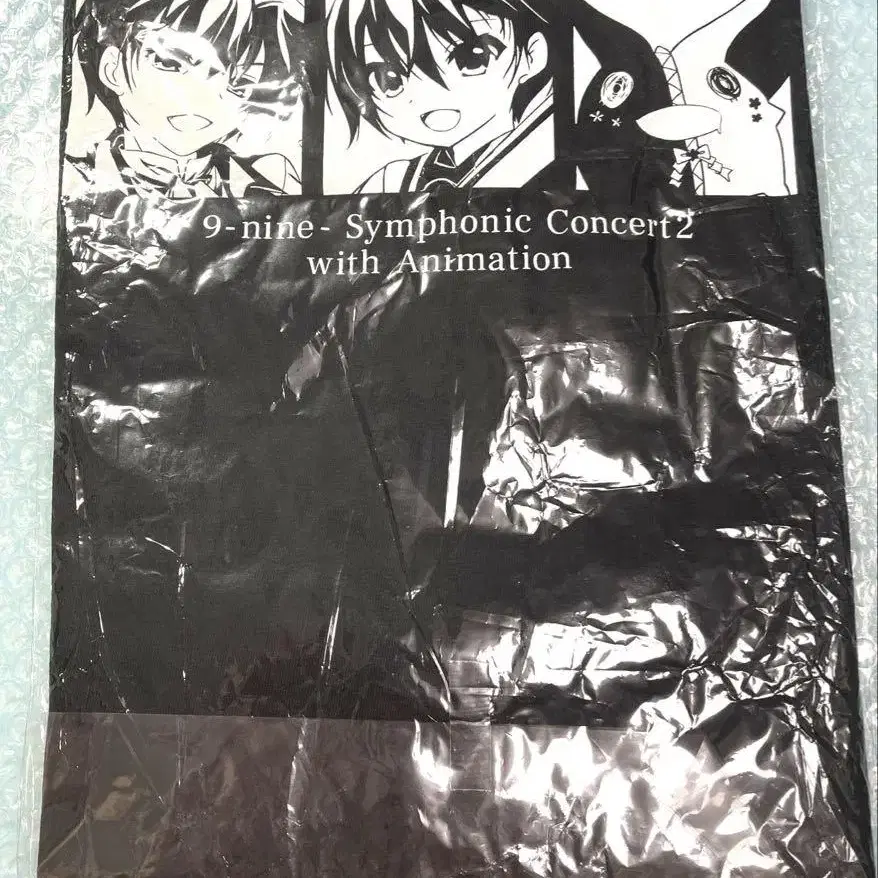 9-nine- Symphonic Concert2
with Animation